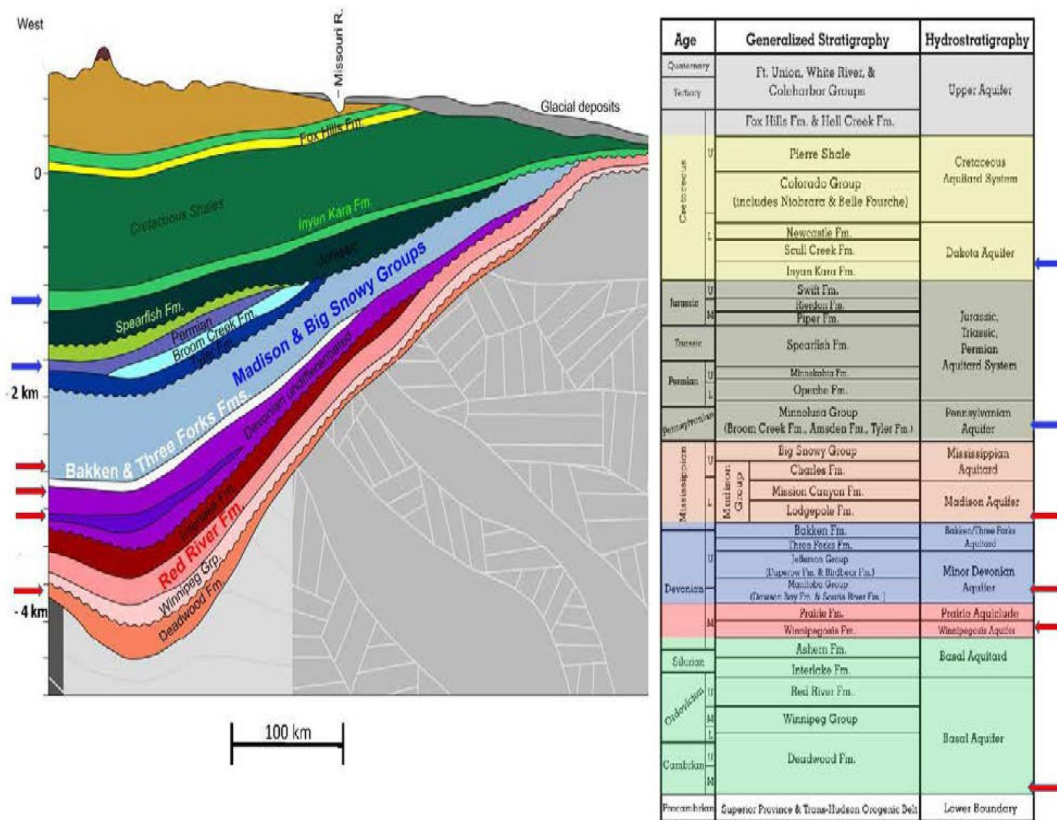 West
Missouri R.
Glacial deposits
Fox Hills Fm.
0
Cretaceous Shales
Inyan Kara Fm.
Jurassic
Spearfish Fm.
Permian
Broom Creek Fm.
Tyler Fm.
Madison & Big Snowy Groups
2 km
Devonian undifferentiated
Bakken & Three Forks Fms.
Interlake Fm.
Red River Fm.
Winnipeg Grp.
Deadwood Fm.
- 4 km
100 km
Age Generalized Stratigraphy Hydrostratigraphy
Quaternary
Tertiary
Ft. Union, White River, &
Coleharbor Groups
Upper Aquifer
Fox Hills Fm. & Hell Creek Fm.
Cretaceous
U
Pierre Shale
Colorado Group
(includes Niobrara & Belle Fourche)
Cretaceous
Aquitard System
L
Newcastle Fm.
Scull Creek Fm.
Inyan Kara Fm.
Dakota Aquifer
Jurassic
U
M
Swift Fm.
Rierdon Fm.
Piper Fm.
Triassic
Spearfish Fm.
Jurassic,
Triassic,
Permian
Aquitard System
Permian
U
L
Minnekahta Fm.
Opeche Fm.
Pennsylvanian
Minnelusa Group
(Broom Creek Fm., Amsden Fm., Tyler Fm.)
Pennsylvanian
Aquifer
Mississippian
U
L
Big Snowy Group
Madison
Group
Charles Fm.
Mission Canyon Fm.
Lodgepole Fm.
Mississippian
Aquitard
Madison Aquifer
Devonian
U
M
Bakken Fm.
Three Forks Fm.
Bakken/Three Forks
Aquitard
Jefferson Group
(Duperow Fm. & Birdbear Fm.)
Manitoba Group
(Dawson Bay Fm. & Souris River Fm. )
Minor Devonian
Aquifer
Prairie Fm.
Prairie Aquiclude
Winnipegosis Fm.
Winnipegosis Aquifer
Silurian
Ashern Fm.
Interlake Fm.
Basal Aquitard
Ordovician
U
M
L
Red River Fm.
Winnipeg Group
Cambrian
U
M
Deadwood Fm.
Basal Aquifer
Precambrian
Superior Province & Trans-Hudson Orogenic Belt
Lower Boundary